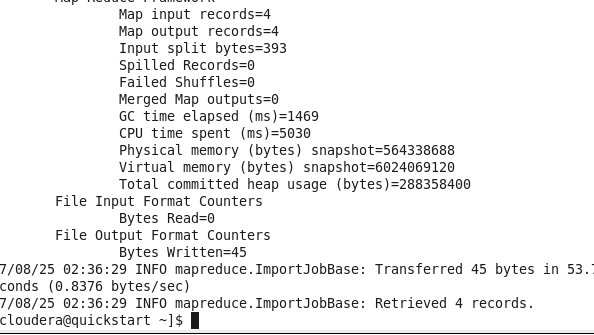 Map-Reduce Framework
Map input records=4
Map output records=4
Input split bytes=393
Spilled Records=0
Failed Shuffles=0
Merged Map outputs=0
GC time elapsed (ms)=1469
CPU time spent (ms)=5030
Physical memory (bytes) snapshot=564338688
Virtual memory (bytes) snapshot=6024069120
Total committed heap usage (bytes)=288358400
File Input Format Counters
Bytes Read=0
File Output Format Counters
Bytes Written=45
7/08/25 02:36:29 INFO mapreduce.ImportJobBase: Transferred 45 bytes in 53.7
conds (0.8376 bytes/sec)
7/08/25 02:36:29 INFO mapreduce.ImportJobBase: Retrieved 4 records.
cloudera@quickstart ~]$